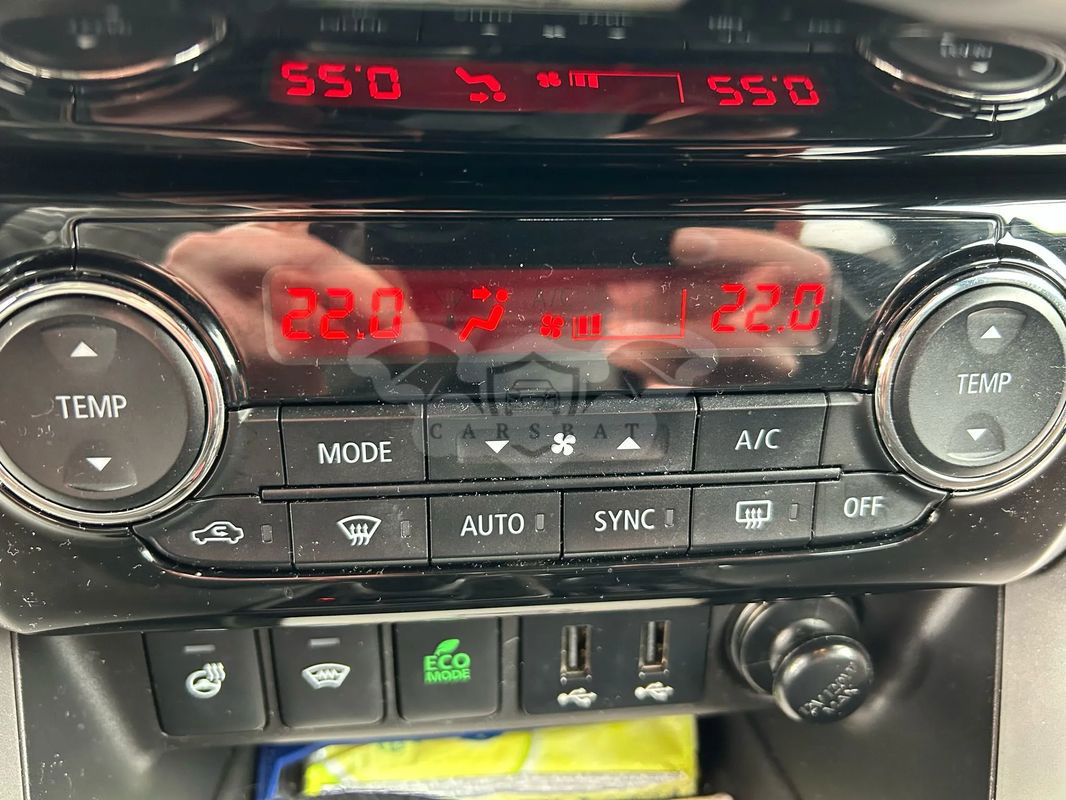 22.0 22.0
TEMP
TEMP
MODE
A/C
CARSBAT
AUTO
SYNC
OFF
ECO
MODE